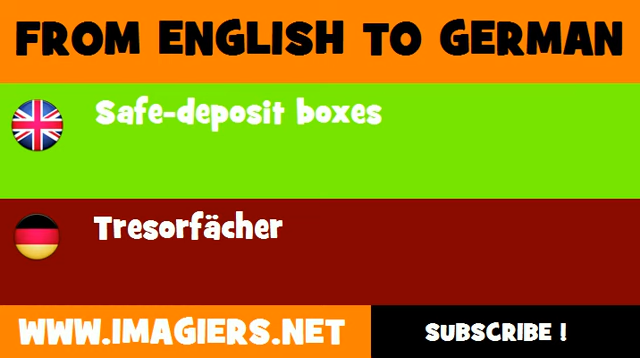 FROM ENGLISH TO GERMAN
Safe-deposit boxes
Tresorfächer
WWW.IMAGIERS.NET
SUBSCRIBE !